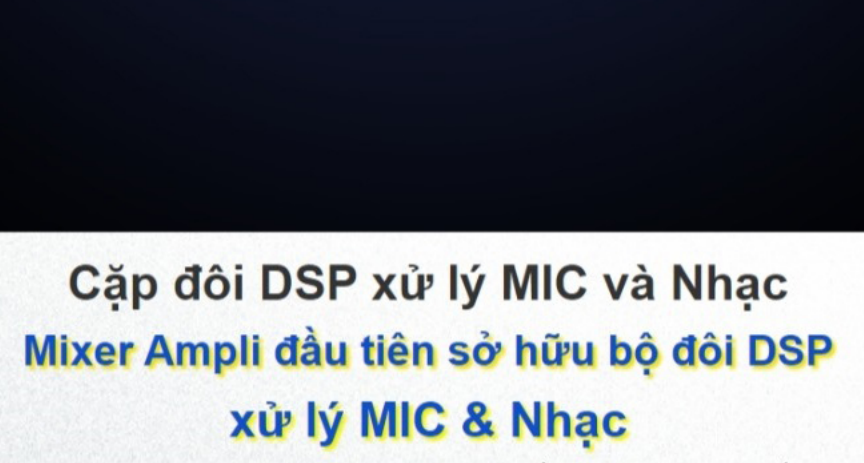 Cặp đôi DSP xử lý MIC và Nhạc
Mixer Ampli đầu tiên sở hữu bộ đôi DSP
xử lý MIC & Nhạc